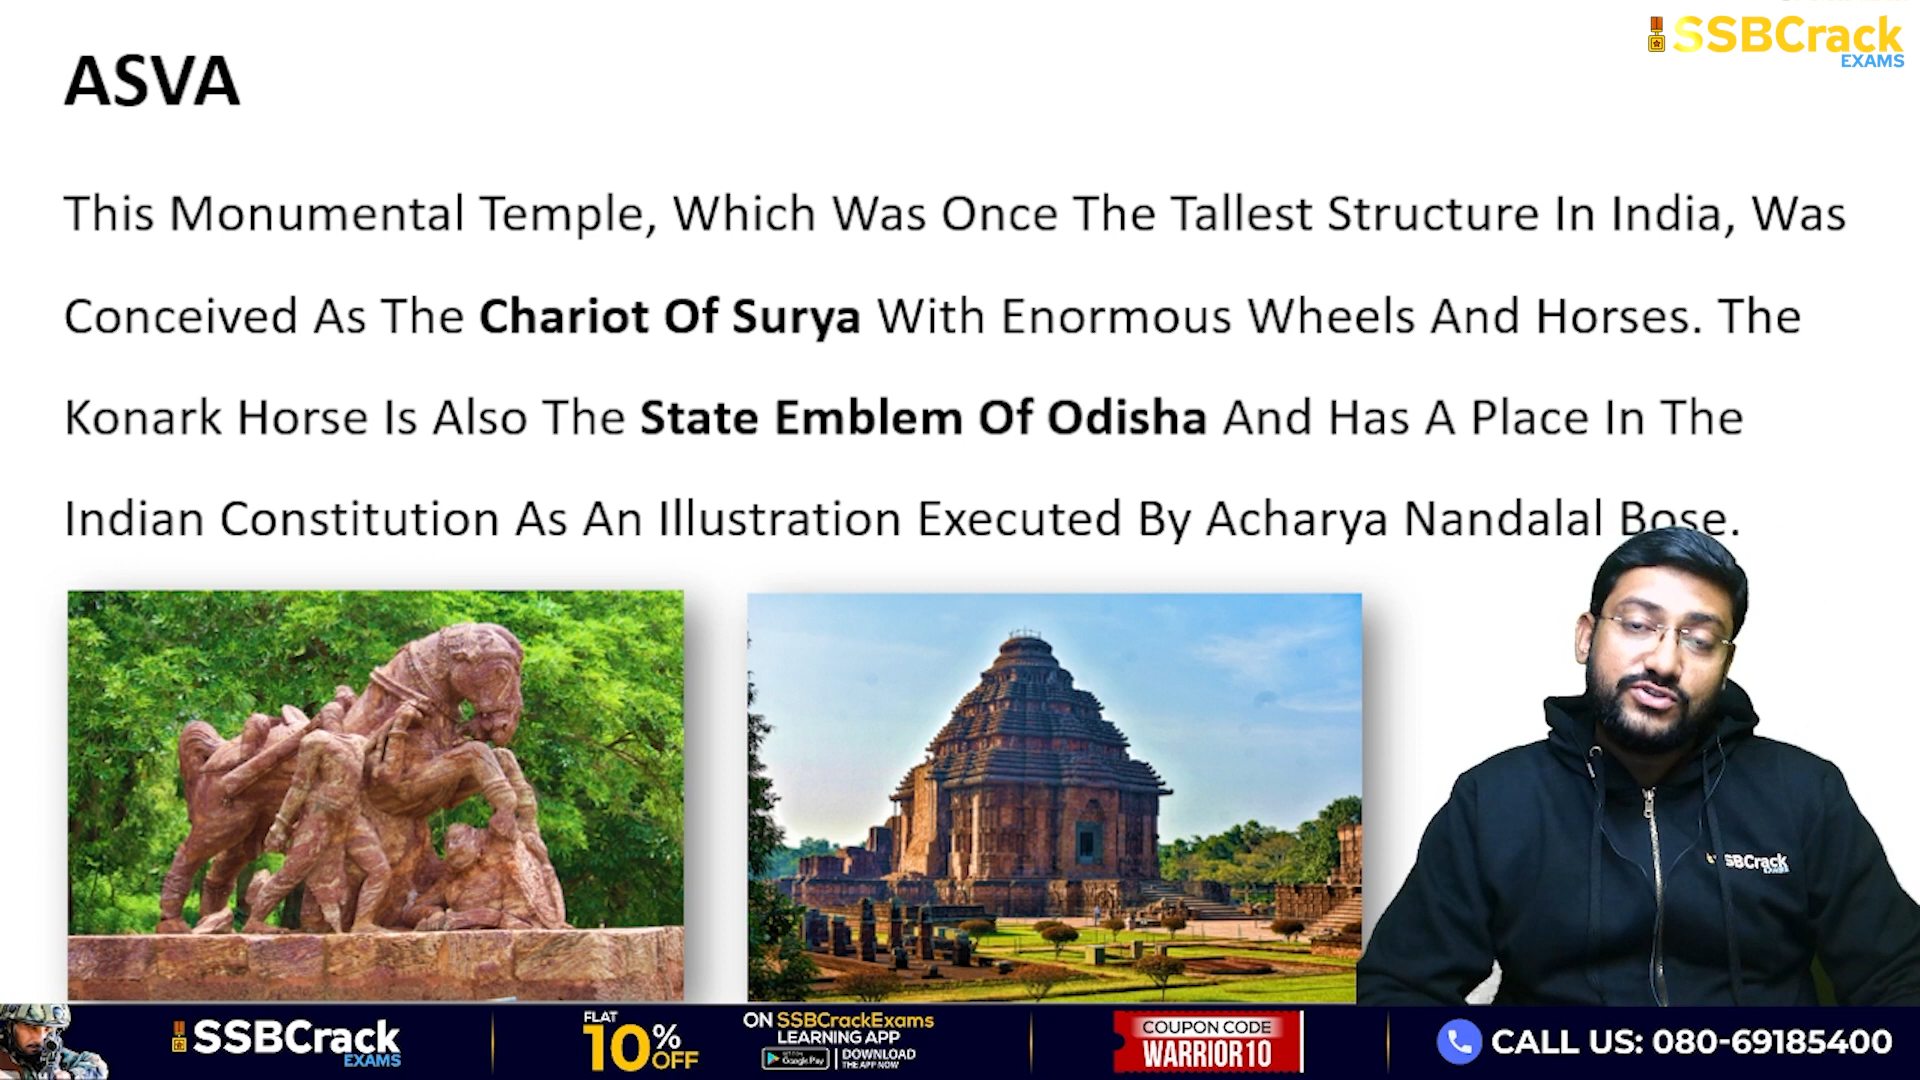 SSBCrack
EXAMS
ASVA
This Monumental Temple, Which Was Once The Tallest Structure In India, Was
Conceived As The Chariot Of Surya With Enormous Wheels And Horses. The
Konark Horse Is Also The State Emblem Of Odisha And Has A Place In The
Indian Constitution As An Illustration Executed By Acharya Nandalal Bose.
SSBCrack
SSBCrack
EXAMS
FLAT
10% OFF
ON SSBCrackExams
LEARNING APP
Google Play
DOWNLOAD
THE APP NOW
COUPON CODE
WARRIOR10
CALL US: 080-69185400